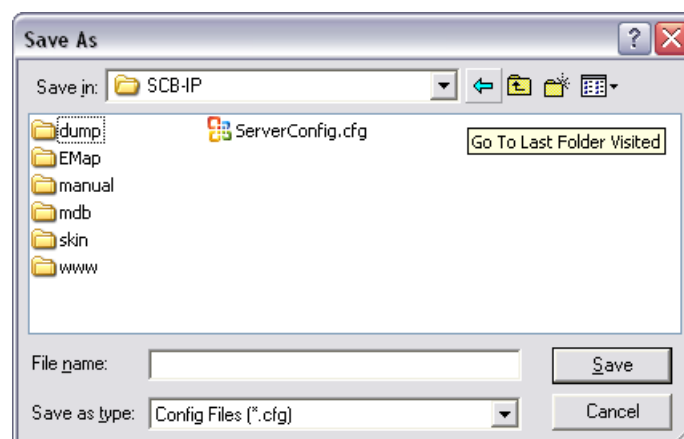 Save As
Save in: SCB-IP
dump
ServerConfig.cfg
Go To Last Folder Visited
EMap
manual
mdb
skin
www
File name:
Save
Save as type: Config Files (*.cfg)
Cancel